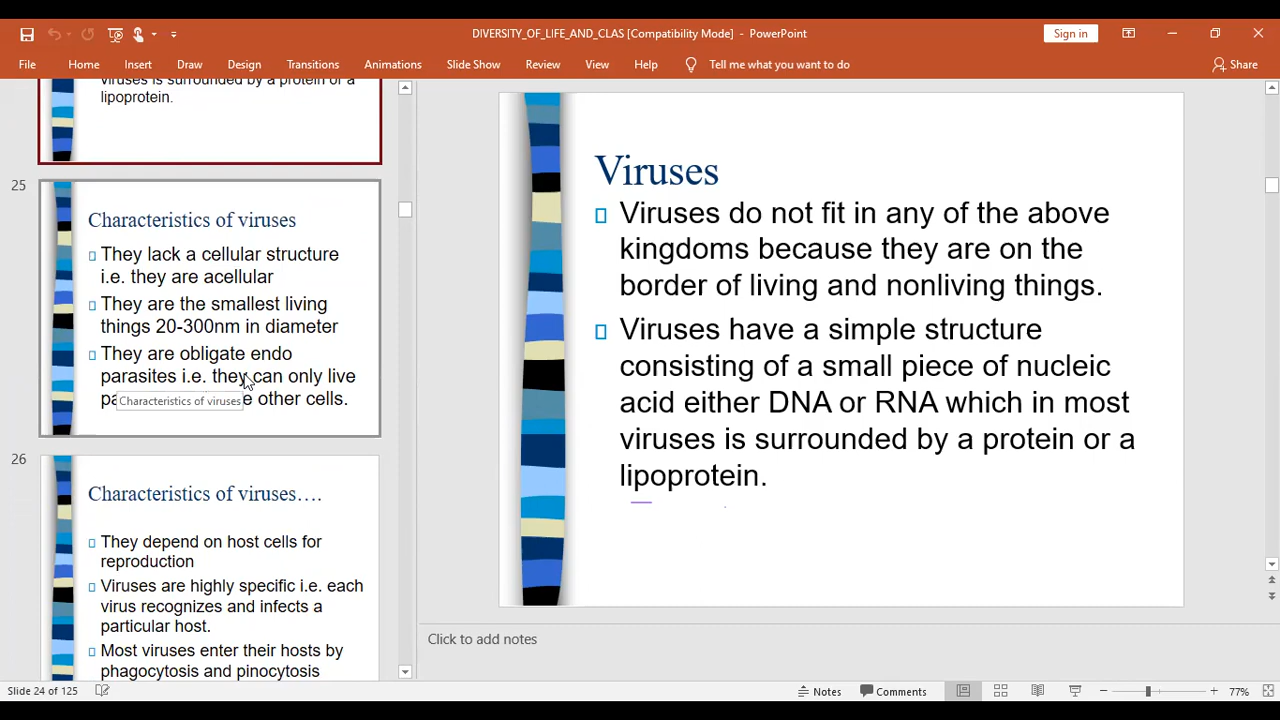 DIVERSITY_OF_LIFE_AND_CLAS [Compatibility Mode] - PowerPoint
Sign in
File Home Insert Draw Design Transitions Animations Slide Show Review View Help Tell me what you want to do Share
viruses is surrounded by a protein or a
lipoprotein.
25
Characteristics of viruses
They lack a cellular structure
i.e. they are acellular
They are the smallest living
things 20-300nm in diameter
They are obligate endo
parasites i.e. they can only live
other cells.
Characteristics of viruses
26
Characteristics of viruses….
They depend on host cells for
reproduction
Viruses are highly specific i.e. each
virus recognizes and infects a
particular host.
Most viruses enter their hosts by
phagocytosis and pinocytosis
Viruses
Viruses do not fit in any of the above
kingdoms because they are on the
border of living and nonliving things.
Viruses have a simple structure
consisting of a small piece of nucleic
acid either DNA or RNA which in most
viruses is surrounded by a protein or a
lipoprotein.
Click to add notes
Slide 24 of 125
Notes Comments 77%